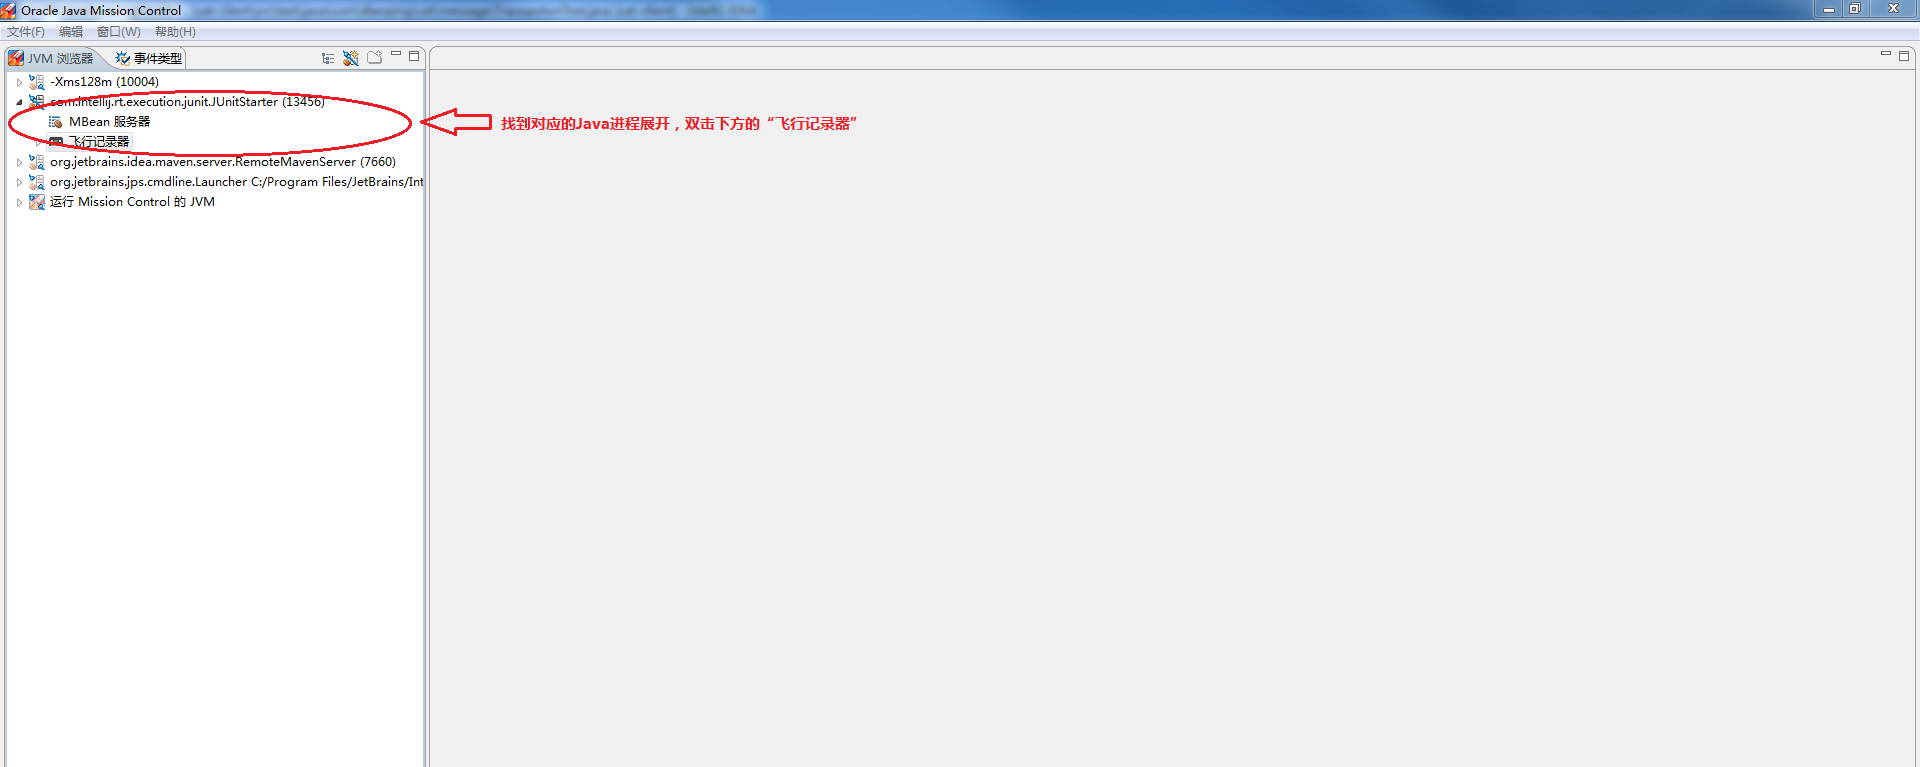 Oracle Java Mission Control
文件(F) 编辑 窗口(W) 帮助(H)
JVM 浏览器 事件类型
-Xms128m (10004)
com.intellij.rt.execution.junit.JUnitStarter (13456)
MBean 服务器
找到对应的Java进程展开，双击下方的“飞行记录器”
飞行记录器
org.jetbrains.idea.maven.server.RemoteMavenServer (7660)
org.jetbrains.jps.cmdline.Launcher C:/Program Files/JetBrains/Int
运行 Mission Control 的 JVM